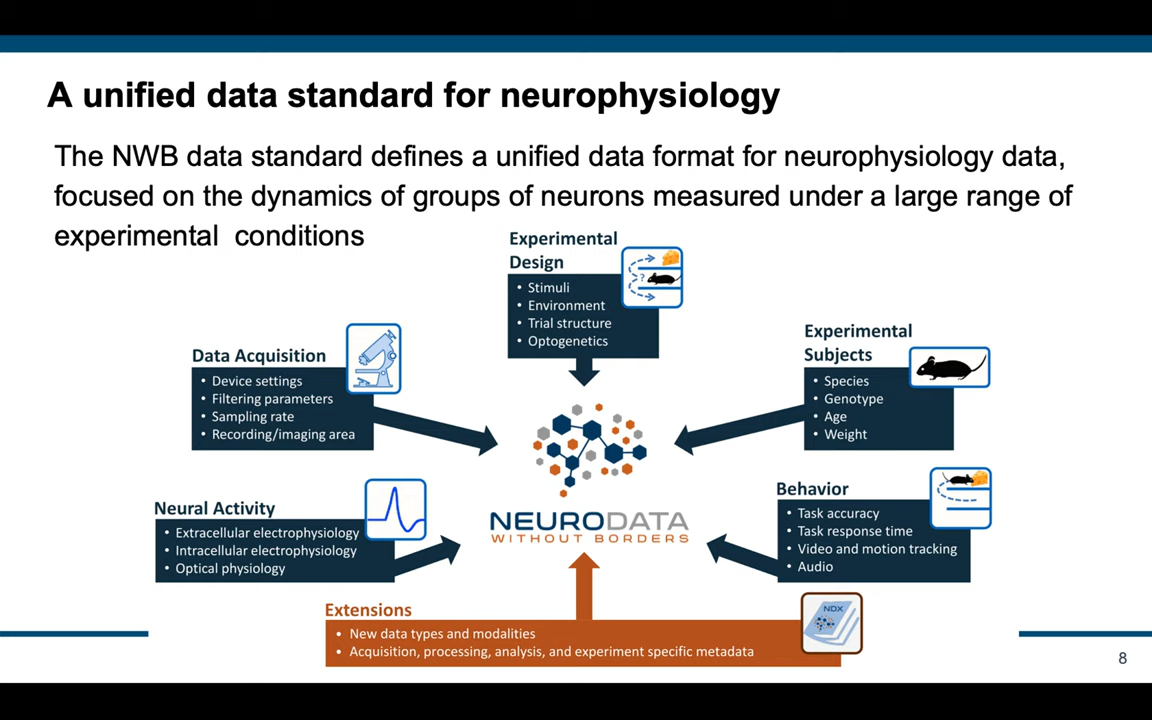 A unified data standard for neurophysiology
The NWB data standard defines a unified data format for neurophysiology data,
focused on the dynamics of groups of neurons measured under a large range of
experimental conditions
Experimental
Design
• Stimuli
• Environment
• Trial structure
• Optogenetics
?
Data Acquisition
• Device settings
• Filtering parameters
• Sampling rate
• Recording/imaging area
Experimental
Subjects
• Species
• Genotype
• Age
• Weight
Neural Activity
• Extracellular electrophysiology
• Intracellular electrophysiology
• Optical physiology
NEURODATA
WITHOUT BORDERS
Behavior
• Task accuracy
• Task response time
• Video and motion tracking
• Audio
Extensions
• New data types and modalities
• Acquisition, processing, analysis, and experiment specific metadata
NDX
8